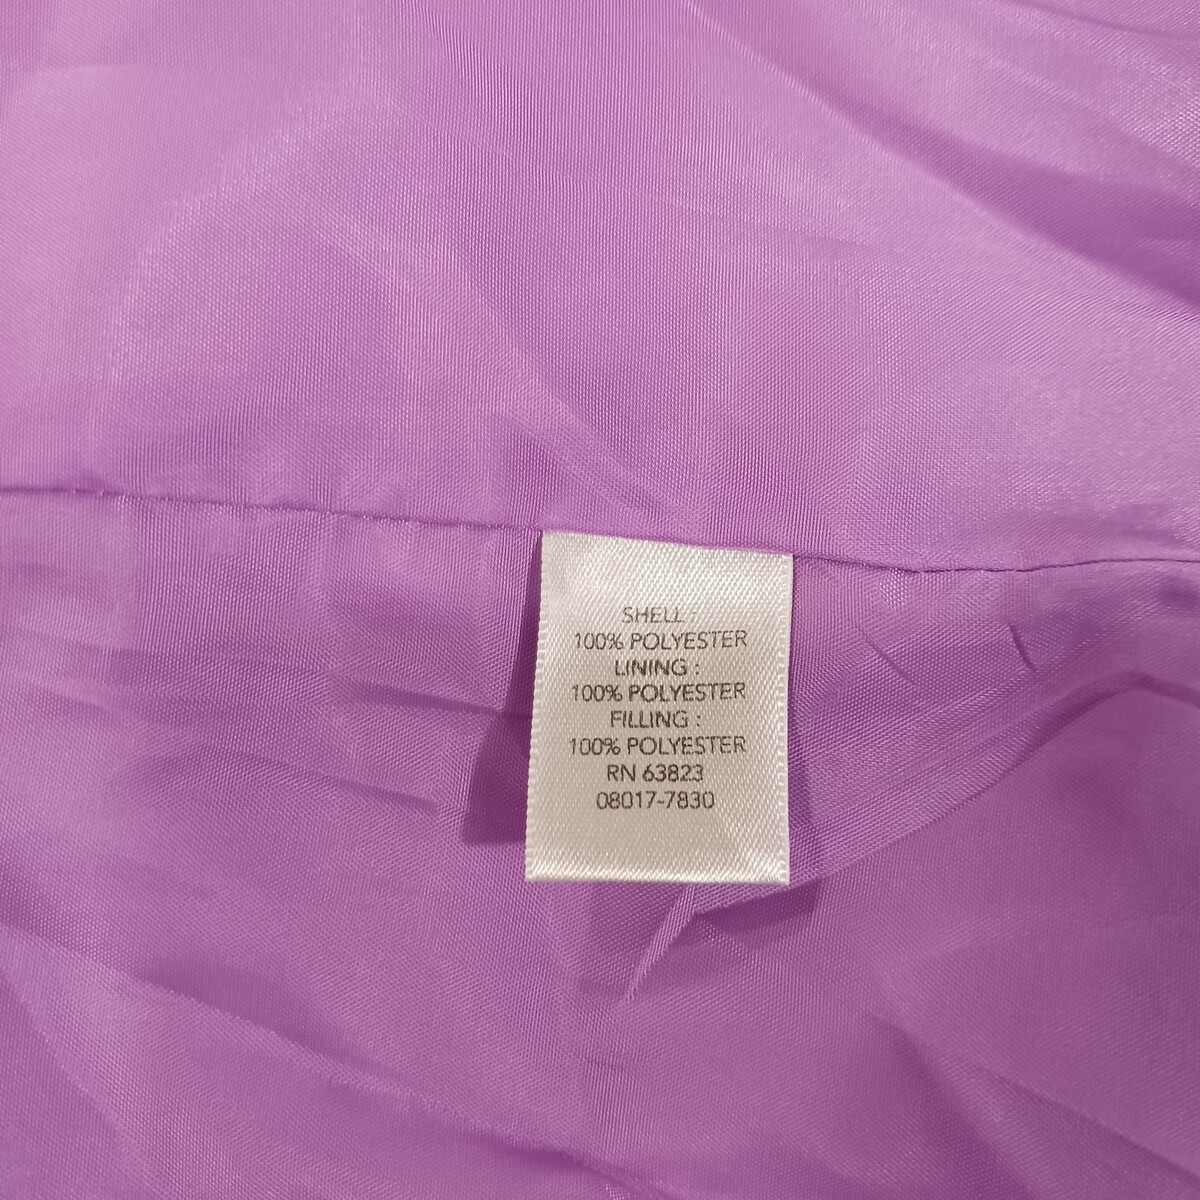 SHELL :
100% POLYESTER
LINING :
100% POLYESTER
FILLING :
100% POLYESTER
RN 63823
08017-7830